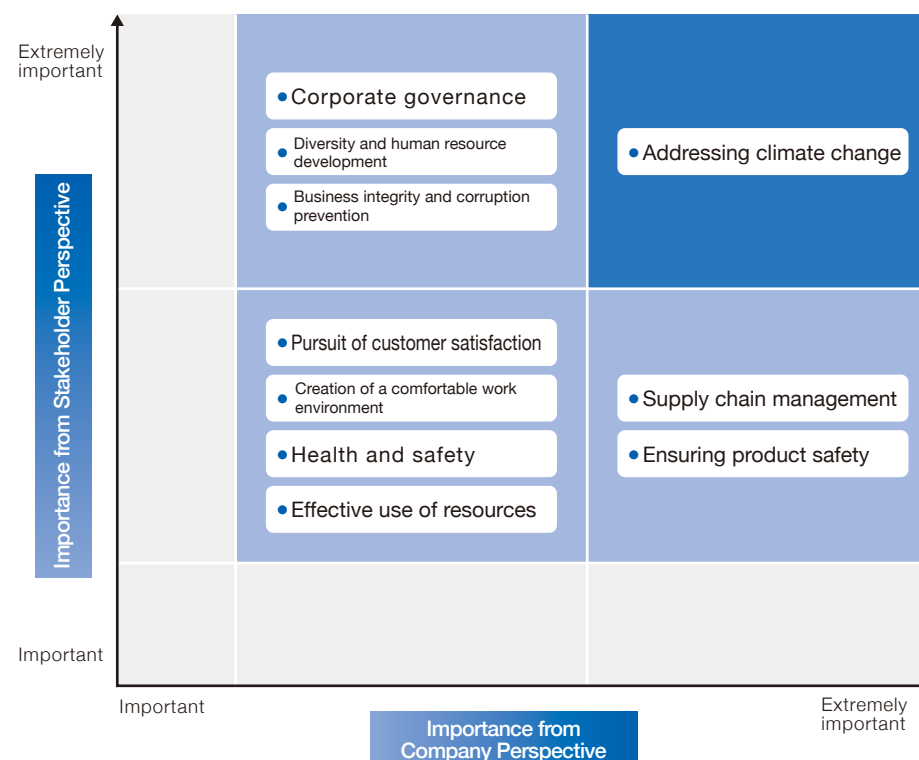 Extremely
important
Importance from Stakeholder Perspective
Important
• Corporate governance
• Diversity and human resource
development
• Business integrity and corruption
prevention
• Addressing climate change
• Pursuit of customer satisfaction
• Creation of a comfortable work
environment
• Health and safety
• Effective use of resources
• Supply chain management
• Ensuring product safety
Important
Extremely
important
Importance from
Company Perspective